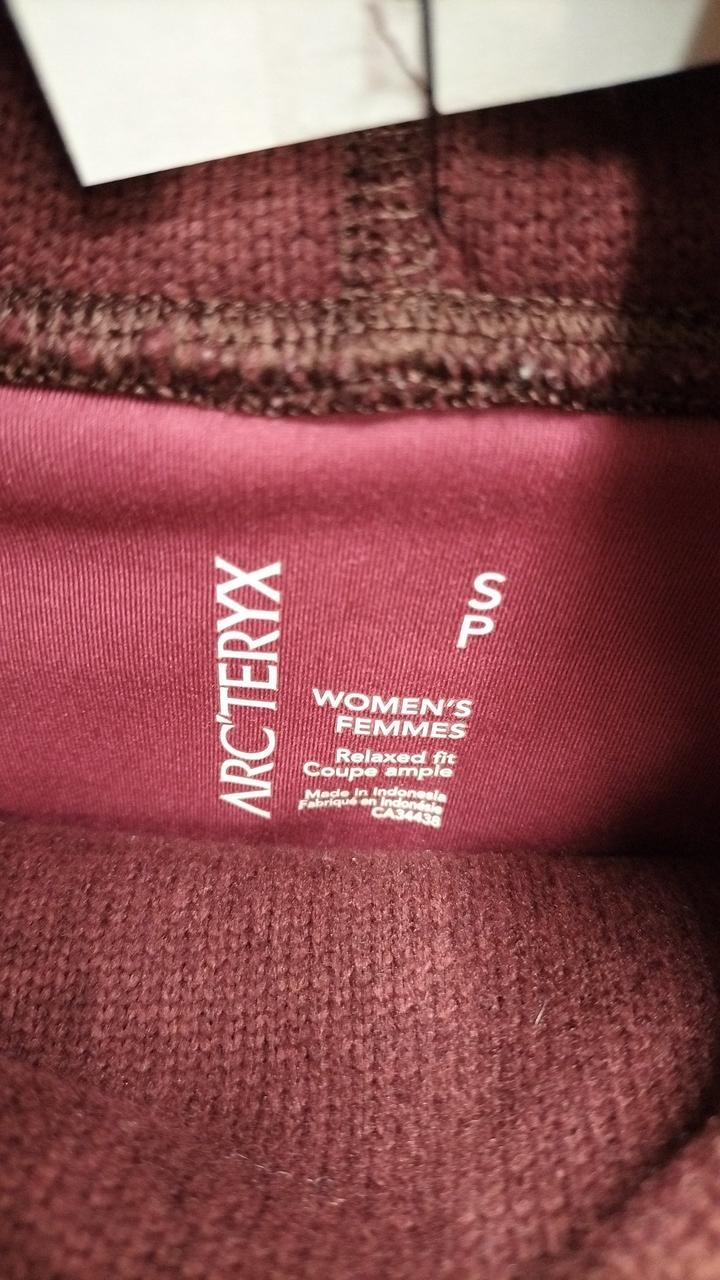 ARC'TERYX
S
P
WOMEN'S
FEMMES
Relaxed fit
Coupe ample
Made in Indonesia
Fabriqué en Indonésie
CA34438